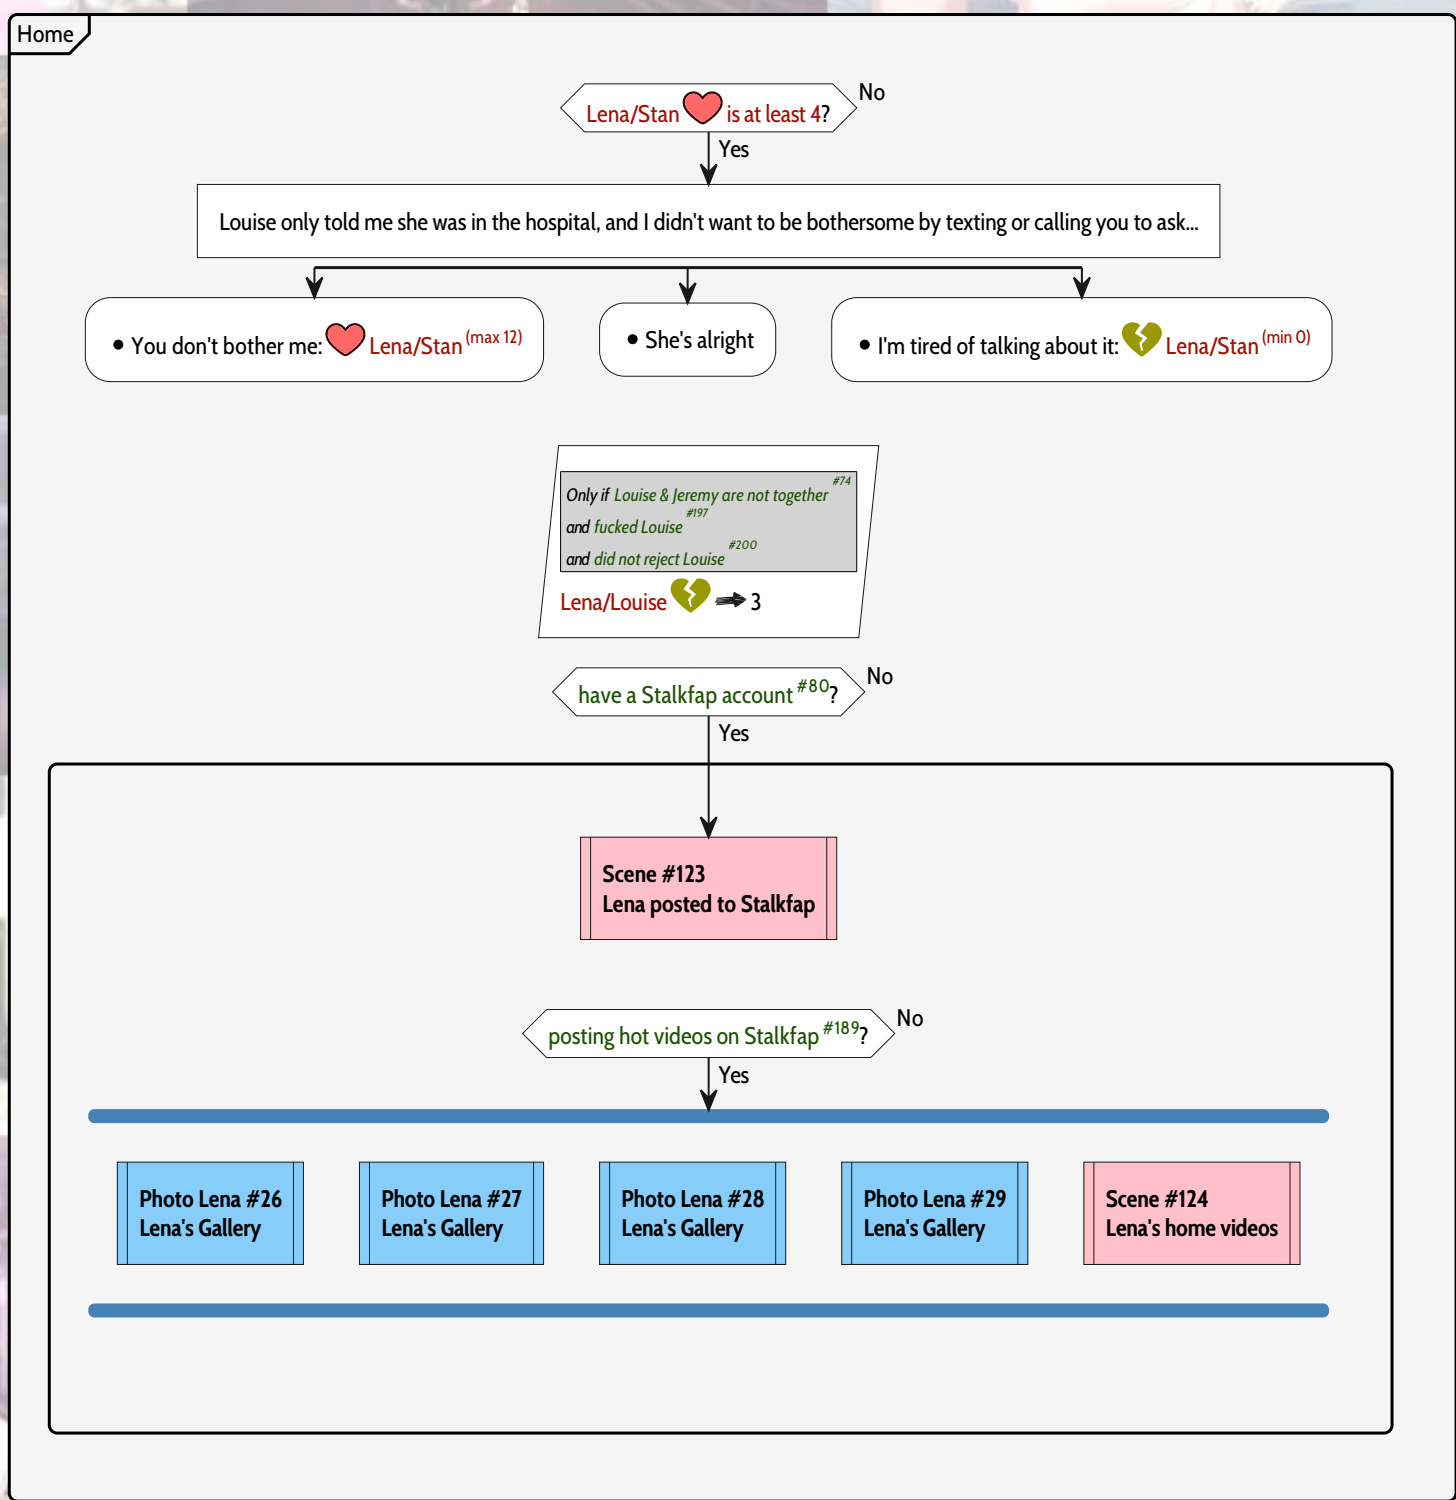 Home
Lena/Stan is at least 4?
No
Yes
Louise only told me she was in the hospital, and I didn't want to be bothersome by texting or calling you to ask...
• You don't bother me: Lena/Stan (max 12)
• She's alright
• I'm tired of talking about it: Lena/Stan (min 0)
Only if Louise & Jeremy are not together #74
and fucked Louise #197
and did not reject Louise #200
Lena/Louise 3
have a Stalkfap account #80?
No
Yes
Scene #123
Lena posted to Stalkfap
posting hot videos on Stalkfap #189?
No
Yes
Photo Lena #26
Lena's Gallery
Photo Lena #27
Lena's Gallery
Photo Lena #28
Lena's Gallery
Photo Lena #29
Lena's Gallery
Scene #124
Lena's home videos